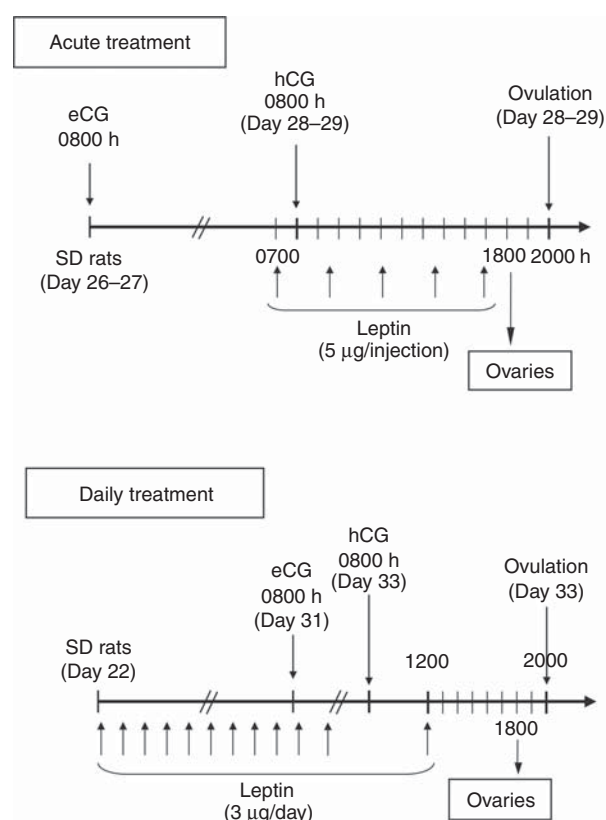 Acute treatment
eCG
0800 h
hCG
0800 h
(Day 28–29)
Ovulation
(Day 28–29)
SD rats
(Day 26–27)
0700
1800
2000 h
Leptin
(5 µg/injection)
Ovaries
Daily treatment
SD rats
(Day 22)
eCG
0800 h
(Day 31)
hCG
0800 h
(Day 33)
1200
Ovulation
(Day 33)
2000
1800
Leptin
(3 µg/day)
Ovaries